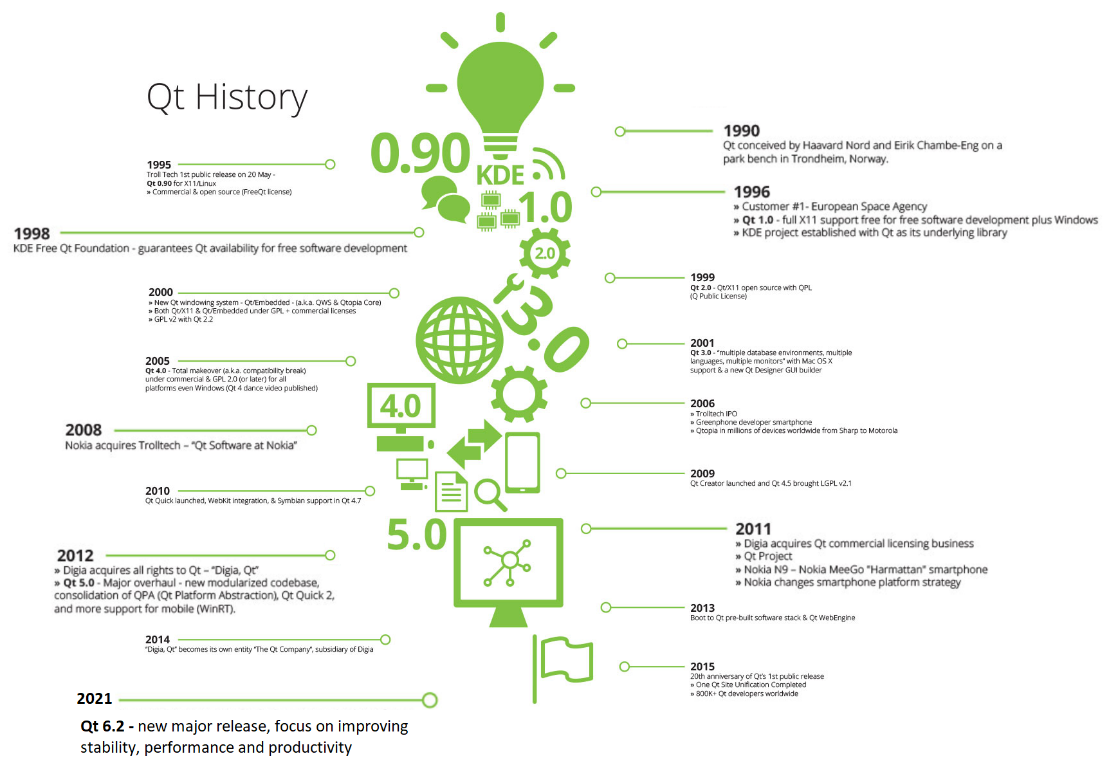 Qt History
0.90
KDE
1.0
2.0
3.0
4.0
5.0
1990
Qt conceived by Haavard Nord and Eirik Chambe-Eng on a
park bench in Trondheim, Norway.
1995
Troll Tech 1st public release on 20 May -
Qt 0.90 for X11/Linux
» Commercial & open source (FreeQt license)
1996
» Customer #1- European Space Agency
» Qt 1.0 - full X11 support free for free software development plus Windows
» KDE project established with Qt as its underlying library
1998
KDE Free Qt Foundation - guarantees Qt availability for free software development
1999
Qt 2.0 - Qt/X11 open source with QPL
(Q Public License)
2000
» New Qt windowing system - Qt/Embedded - (a.k.a. QWS & Qtopia Core)
» Both Qt/X11 & Qt/Embedded under GPL + commercial licenses
» GPL v2 with Qt 2.2
2001
Qt 3.0 - "multiple database environments, multiple
languages, multiple monitors" with Mac OS X
support & a new Qt Designer GUI builder
2005
Qt 4.0 - Total makeover (a.k.a. compatibility break)
under commercial & GPL 2.0 (or later) for all
platforms even Windows (Qt 4 dance video published)
2006
» Trolltech IPO
» Greenphone developer smartphone
» Qtopia in millions of devices worldwide from Sharp to Motorola
2008
Nokia acquires Trolltech – “Qt Software at Nokia”
2009
Qt Creator launched and Qt 4.5 brought LGPL v2.1
2010
Qt Quick launched, WebKit integration, & Symbian support in Qt 4.7
2011
» Digia acquires Qt commercial licensing business
» Qt Project
» Nokia N9 – Nokia MeeGo "Harmattan" smartphone
» Nokia changes smartphone platform strategy
2012
» Digia acquires all rights to Qt – “Digia, Qt”
» Qt 5.0 - Major overhaul - new modularized codebase,
consolidation of QPA (Qt Platform Abstraction), Qt Quick 2,
and more support for mobile (WinRT).
2013
Boot to Qt pre-built software stack & Qt WebEngine
2014
“Digia, Qt” becomes its own entity “The Qt Company”, subsidiary of Digia
2015
20th anniversary of Qt's 1st public release
» One Qt Site Unification Completed
» 800K+ Qt developers worldwide
2021
Qt 6.2 - new major release, focus on improving
stability, performance and productivity